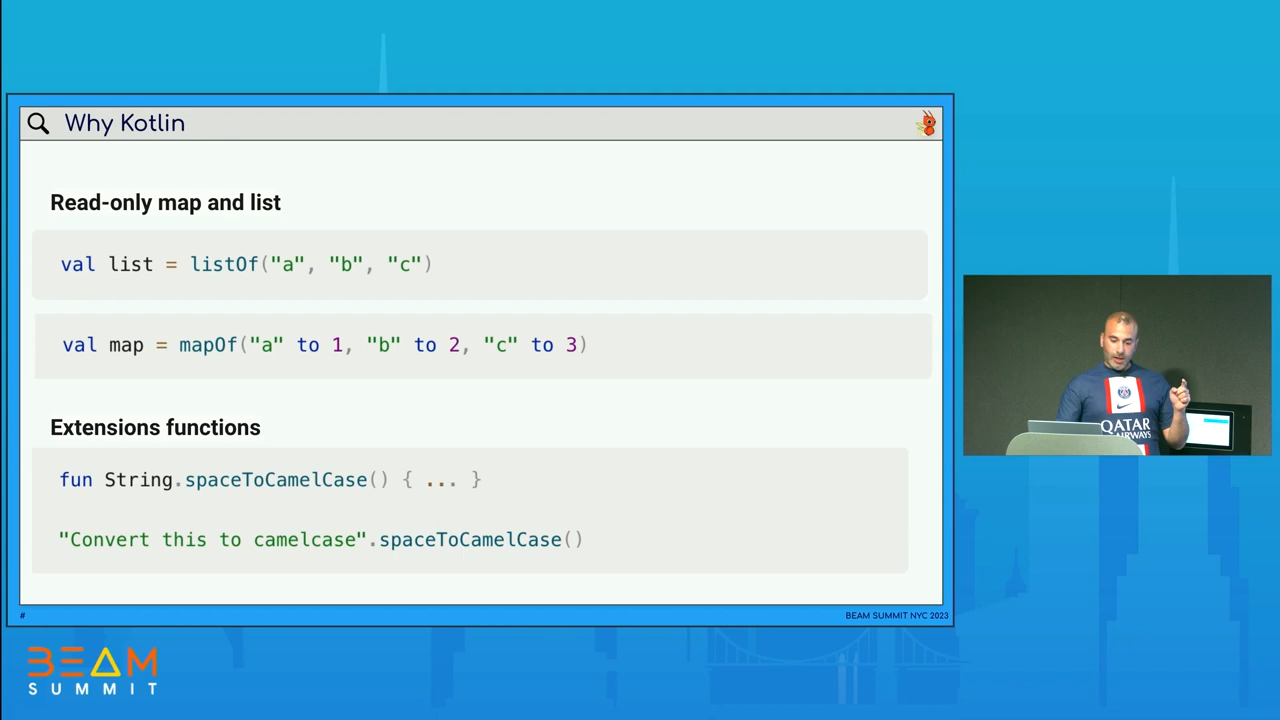 Why Kotlin
Read-only map and list
val list = listOf("a", "b", "c")
val map = mapOf("a" to 1, "b" to 2, "c" to 3)
Extensions functions
fun String.spaceToCamelCase() { ... }
"Convert this to camelcase".spaceToCamelCase()
#
BEAM SUMMIT NYC 2023
QATAR
AIRWAYS
BEAM
SUMMIT